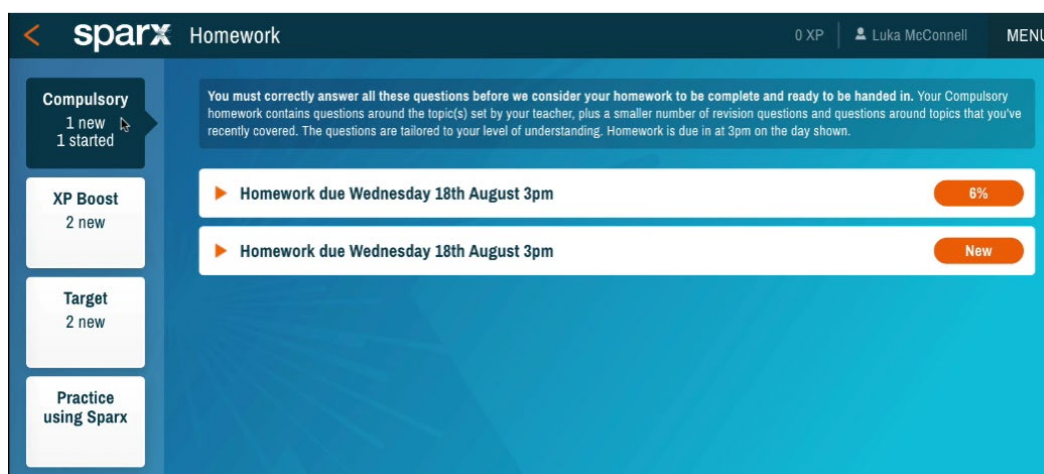 sparx Homework 0 XP Luka McConnell MENU
Compulsory
1 new
1 started
You must correctly answer all these questions before we consider your homework to be complete and ready to be handed in. Your Compulsory
homework contains questions around the topic(s) set by your teacher, plus a smaller number of revision questions and questions around topics that you've
recently covered. The questions are tailored to your level of understanding. Homework is due in at 3pm on the day shown.
Homework due Wednesday 18th August 3pm 6%
Homework due Wednesday 18th August 3pm New
XP Boost
2 new
Target
2 new
Practice
using Sparx